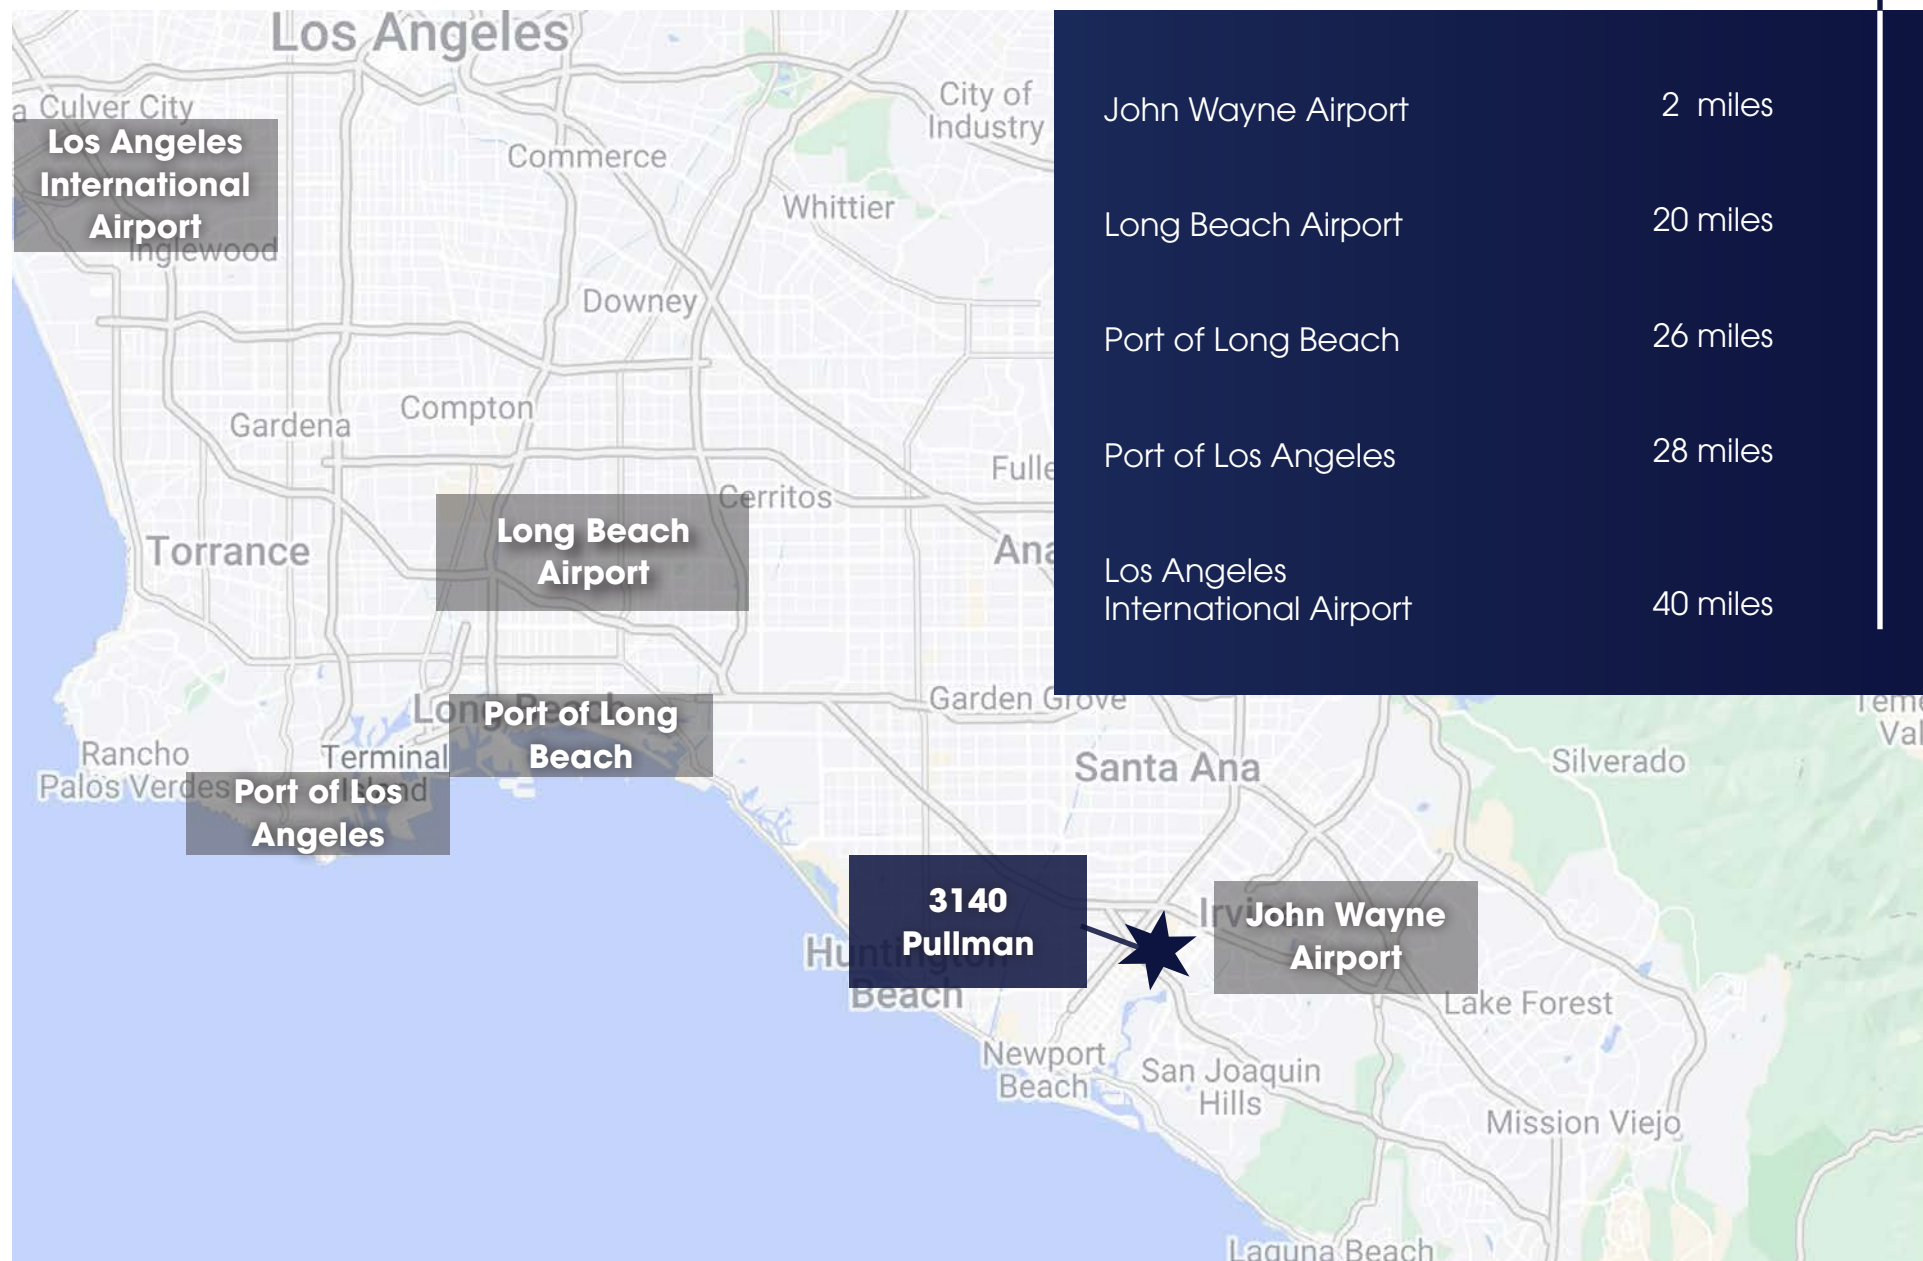 Los Angeles
City of
Industry
Culver City
Los Angeles
International
Airport
Inglewood
Commerce
Whittier
Downey
Compton
Gardena
Cerritos
Long Beach
Airport
Torrance
Port of Long
Beach
Garden Grove
Rancho
Palos Verdes
Terminal
Port of Los
Angeles
Santa Ana
Silverado
3140
Pullman
John Wayne
Airport
Beach
Lake Forest
Newport
Beach
San Joaquin
Hills
Mission Viejo
Laguna Beach
John Wayne Airport 2 miles
Long Beach Airport 20 miles
Port of Long Beach 26 miles
Port of Los Angeles 28 miles
Los Angeles
International Airport 40 miles